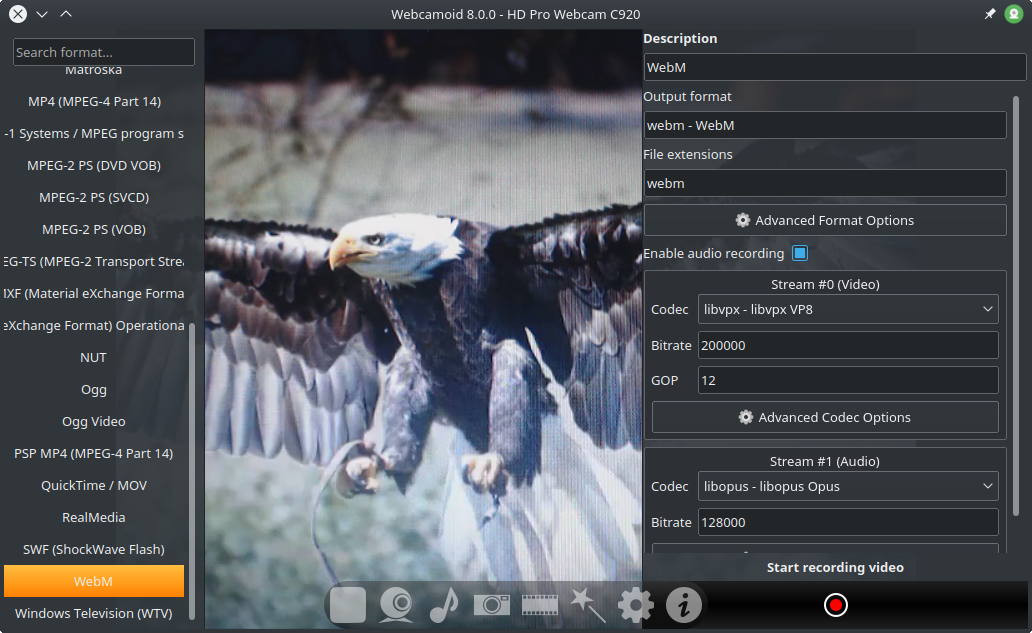 Webcamoid 8.0.0 - HD Pro Webcam C920
Search format...
Matroska
MP4 (MPEG-4 Part 14)
-1 Systems / MPEG program s
MPEG-2 PS (DVD VOB)
MPEG-2 PS (SVCD)
MPEG-2 PS (VOB)
EG-TS (MPEG-2 Transport Strea
MXF (Material eXchange Forma
eXchange Format) Operationa
NUT
Ogg
Ogg Video
PSP MP4 (MPEG-4 Part 14)
QuickTime / MOV
RealMedia
SWF (ShockWave Flash)
WebM
Windows Television (WTV)
Description
WebM
Output format
webm - WebM
File extensions
webm
Advanced Format Options
Enable audio recording
Stream #0 (Video)
Codec libvpx - libvpx VP8
Bitrate 200000
GOP 12
Advanced Codec Options
Stream #1 (Audio)
Codec libopus - libopus Opus
Bitrate 128000
Start recording video